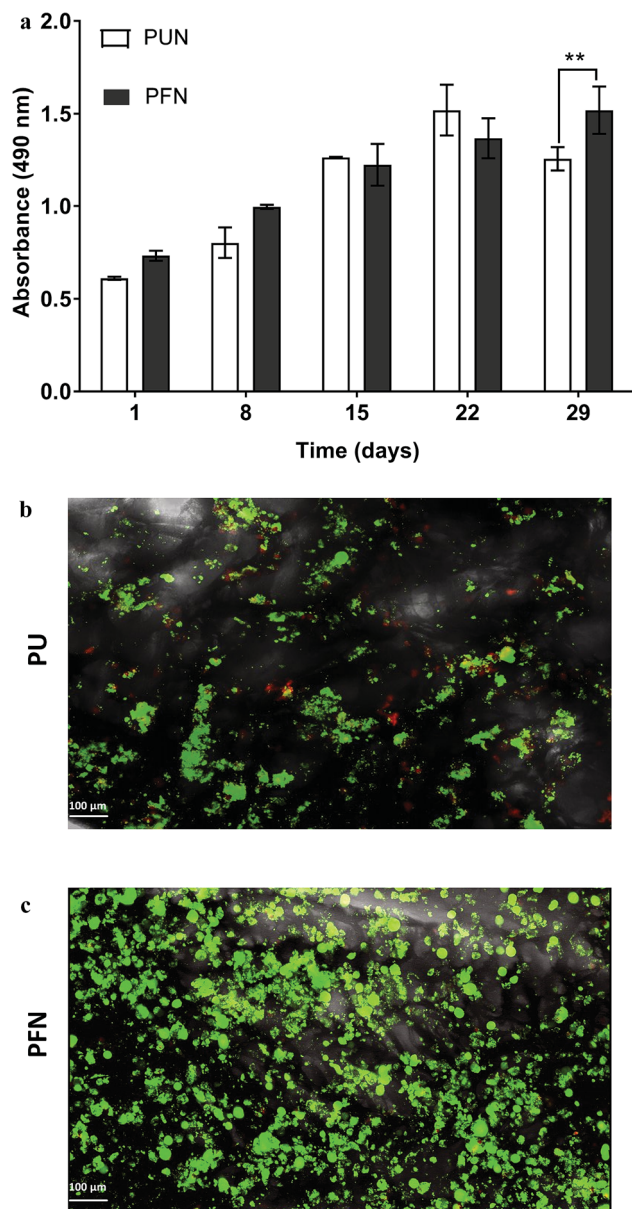 a
2.0
PUN
PFN
**
1.5
1.0
0.5
0.0
Absorbance (490 nm)
1
8
15
22
29
Time (days)
b
PU
100 µm
c
PFN
100 µm